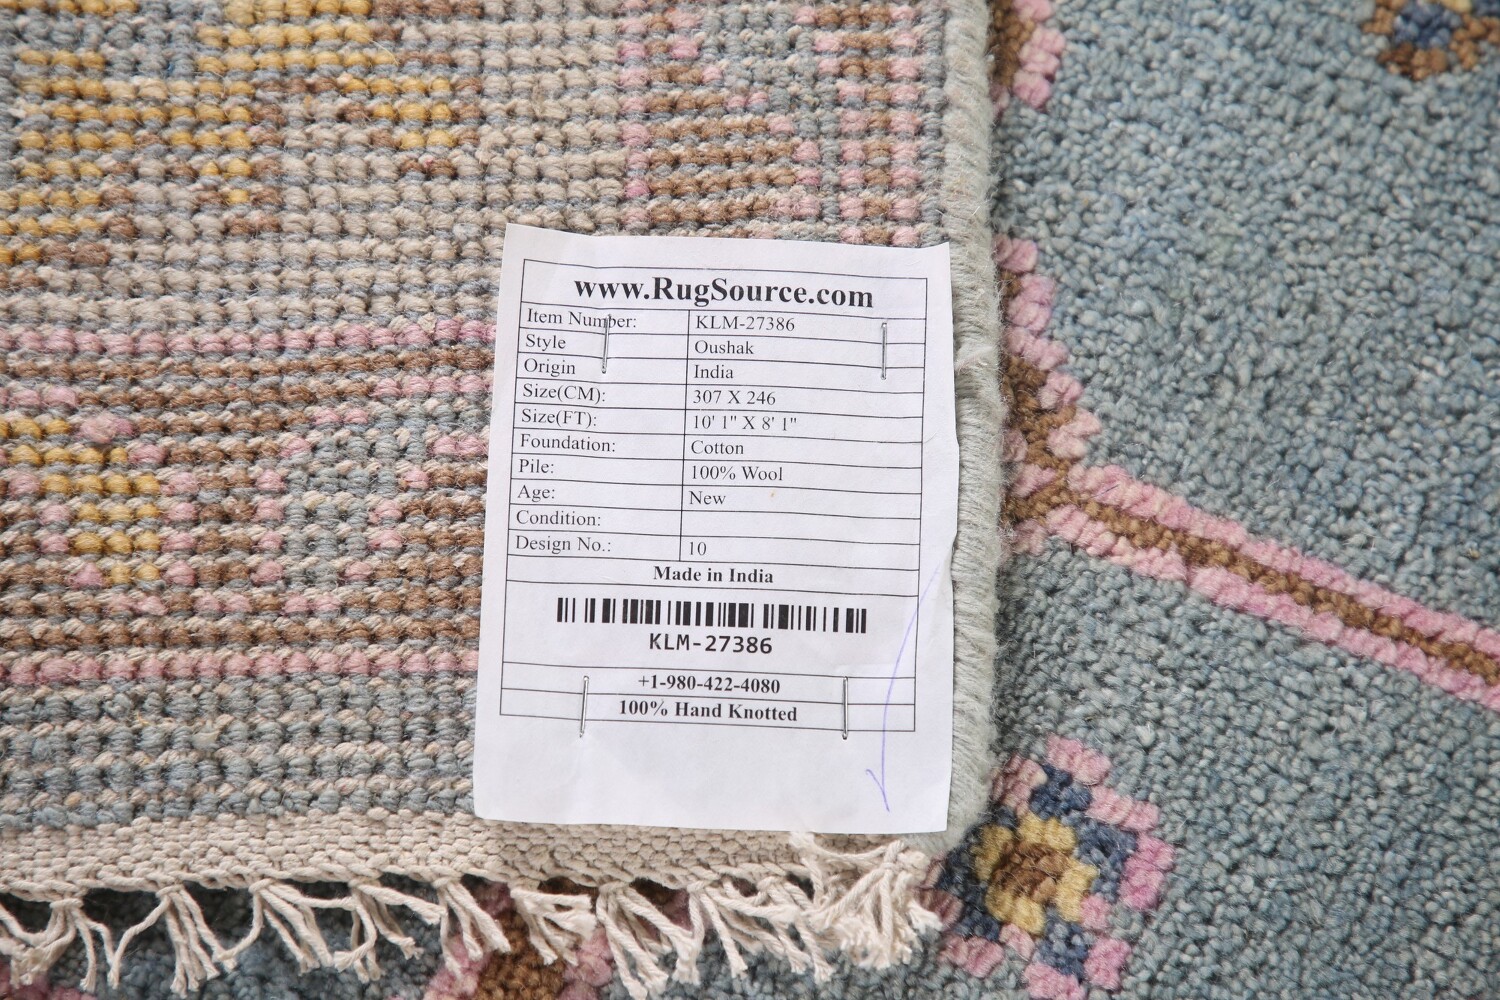 www.RugSource.com
Item Number: KLM-27386
Style Oushak
Origin India
Size(CM): 307 X 246
Size(FT): 10' 1" X 8' 1"
Foundation: Cotton
Pile: 100% Wool
Age: New
Condition:
Design No.: 10
Made in India
KLM-27386
+1-980-422-4080
100% Hand Knotted